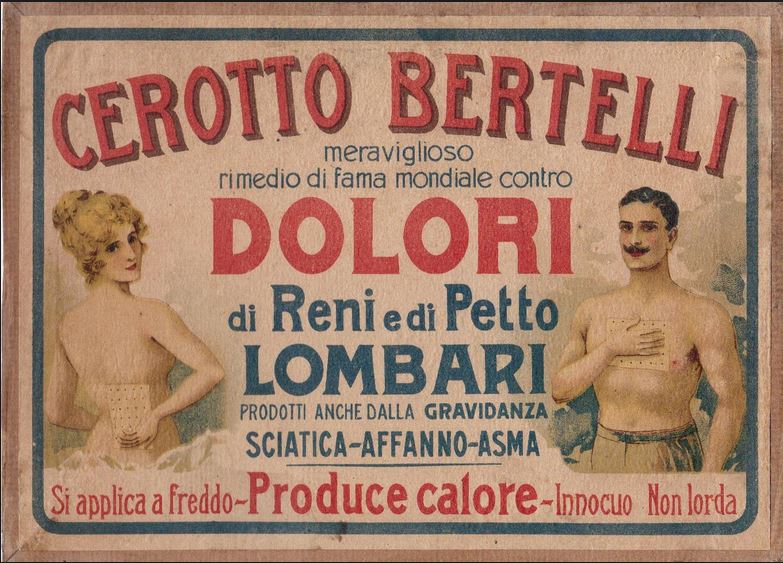 CEROTTO BERTELLI
meraviglioso
rimedio di fama mondiale contro
DOLORI
di Reni e di Petto
LOMBARI
PRODOTTI ANCHE DALLA GRAVIDANZA
SCIATICA-AFFANNO-ASMA
Si applica a freddo~Produce calore~Innocuo Non lorda